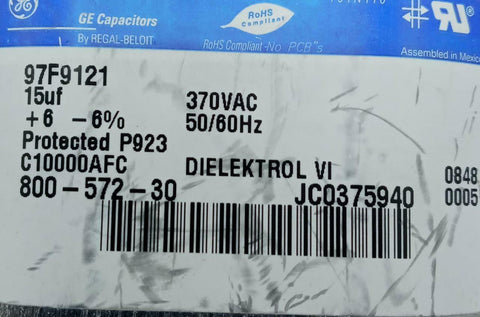 GE Capacitors
By REGAL-BELOIT
RoHS
Compliant
RoHS Compliant-No PCB"s
Assembled in Mexico
97F9121
15uf 370VAC
+6 -6% 50/60Hz
Protected P923
C10000AFC DIELEKTROL VI 0848
800-572-30 JC0375940 0005